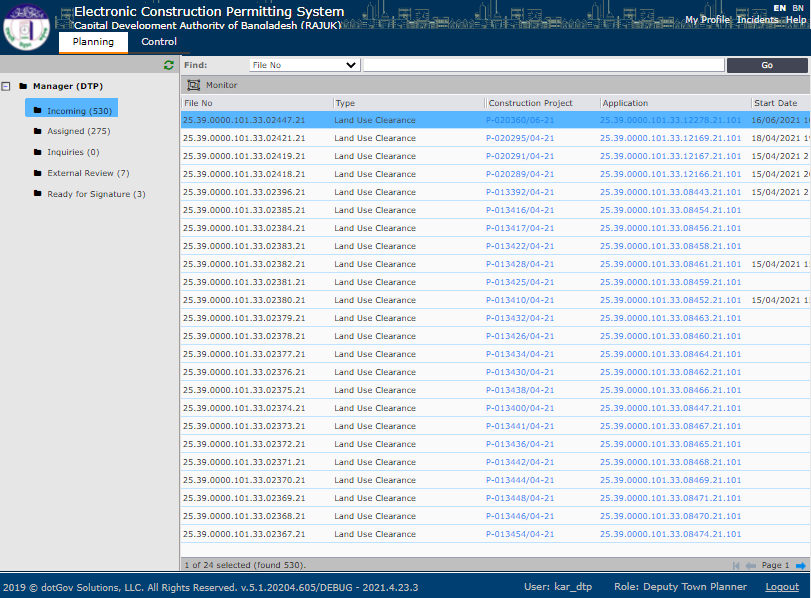 Electronic Construction Permitting System
EN BN
Capital Development Authority of Bangladesh (RAJUK)
My Profile Incidents Help
Planning Control
Find: File No Go
Manager (DTP)
Incoming (530)
Assigned (275)
Inquiries (0)
External Review (7)
Ready for Signature (3)
Monitor
File No Type Construction Project Application Start Date
25.39.0000.101.33.02447.21 Land Use Clearance P-020360/06-21 25.39.0000.101.33.12278.21.101 16/06/2021 1
25.39.0000.101.33.02421.21 Land Use Clearance P-020295/04-21 25.39.0000.101.33.12169.21.101 18/04/2021 1
25.39.0000.101.33.02419.21 Land Use Clearance P-020291/04-21 25.39.0000.101.33.12167.21.101 15/04/2021 2
25.39.0000.101.33.02418.21 Land Use Clearance P-020289/04-21 25.39.0000.101.33.12166.21.101 15/04/2021 2
25.39.0000.101.33.02396.21 Land Use Clearance P-013392/04-21 25.39.0000.101.33.08443.21.101 15/04/2021 2
25.39.0000.101.33.02385.21 Land Use Clearance P-013416/04-21 25.39.0000.101.33.08454.21.101
25.39.0000.101.33.02384.21 Land Use Clearance P-013417/04-21 25.39.0000.101.33.08456.21.101
25.39.0000.101.33.02383.21 Land Use Clearance P-013422/04-21 25.39.0000.101.33.08458.21.101
25.39.0000.101.33.02382.21 Land Use Clearance P-013428/04-21 25.39.0000.101.33.08461.21.101 15/04/2021 1
25.39.0000.101.33.02381.21 Land Use Clearance P-013425/04-21 25.39.0000.101.33.08459.21.101
25.39.0000.101.33.02380.21 Land Use Clearance P-013410/04-21 25.39.0000.101.33.08452.21.101 15/04/2021 1
25.39.0000.101.33.02379.21 Land Use Clearance P-013432/04-21 25.39.0000.101.33.08463.21.101
25.39.0000.101.33.02378.21 Land Use Clearance P-013426/04-21 25.39.0000.101.33.08460.21.101
25.39.0000.101.33.02377.21 Land Use Clearance P-013434/04-21 25.39.0000.101.33.08464.21.101
25.39.0000.101.33.02376.21 Land Use Clearance P-013430/04-21 25.39.0000.101.33.08462.21.101
25.39.0000.101.33.02375.21 Land Use Clearance P-013438/04-21 25.39.0000.101.33.08466.21.101
25.39.0000.101.33.02374.21 Land Use Clearance P-013400/04-21 25.39.0000.101.33.08447.21.101
25.39.0000.101.33.02373.21 Land Use Clearance P-013441/04-21 25.39.0000.101.33.08467.21.101
25.39.0000.101.33.02372.21 Land Use Clearance P-013436/04-21 25.39.0000.101.33.08465.21.101
25.39.0000.101.33.02371.21 Land Use Clearance P-013442/04-21 25.39.0000.101.33.08468.21.101
25.39.0000.101.33.02370.21 Land Use Clearance P-013444/04-21 25.39.0000.101.33.08469.21.101
25.39.0000.101.33.02369.21 Land Use Clearance P-013448/04-21 25.39.0000.101.33.08471.21.101
25.39.0000.101.33.02368.21 Land Use Clearance P-013446/04-21 25.39.0000.101.33.08470.21.101
25.39.0000.101.33.02367.21 Land Use Clearance P-013454/04-21 25.39.0000.101.33.08474.21.101
1 of 24 selected (found 530). Page 1
2019 © dotGov Solutions, LLC. All Rights Reserved. v.5.1.20204.605/DEBUG - 2021.4.23.3 User: kar_dtp Role: Deputy Town Planner Logout